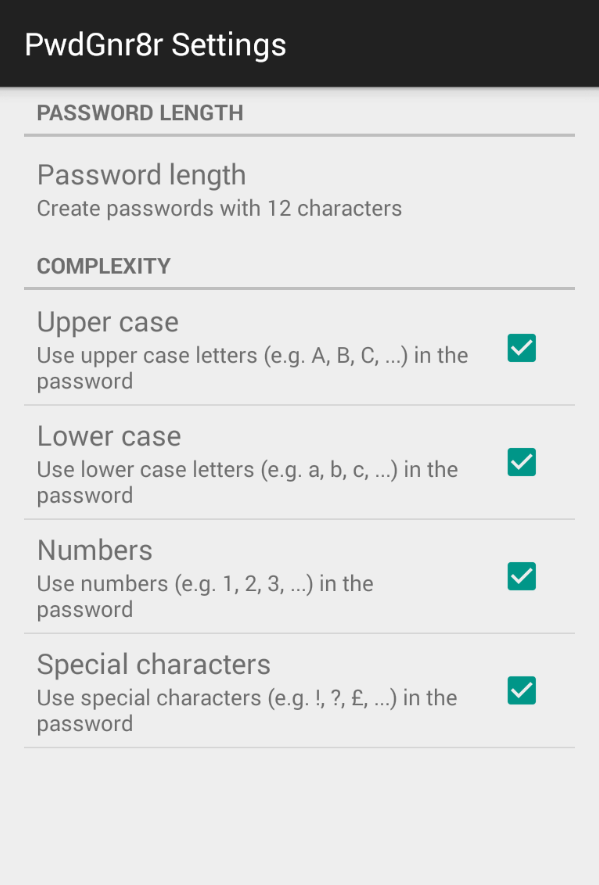 PwdGnr8r Settings
PASSWORD LENGTH
Password length
Create passwords with 12 characters
COMPLEXITY
Upper case
Use upper case letters (e.g. A, B, C, ...) in the
password
Lower case
Use lower case letters (e.g. a, b, c, ...) in the
password
Numbers
Use numbers (e.g. 1, 2, 3, ...) in the
password
Special characters
Use special characters (e.g. !, ?, £, ...) in the
password